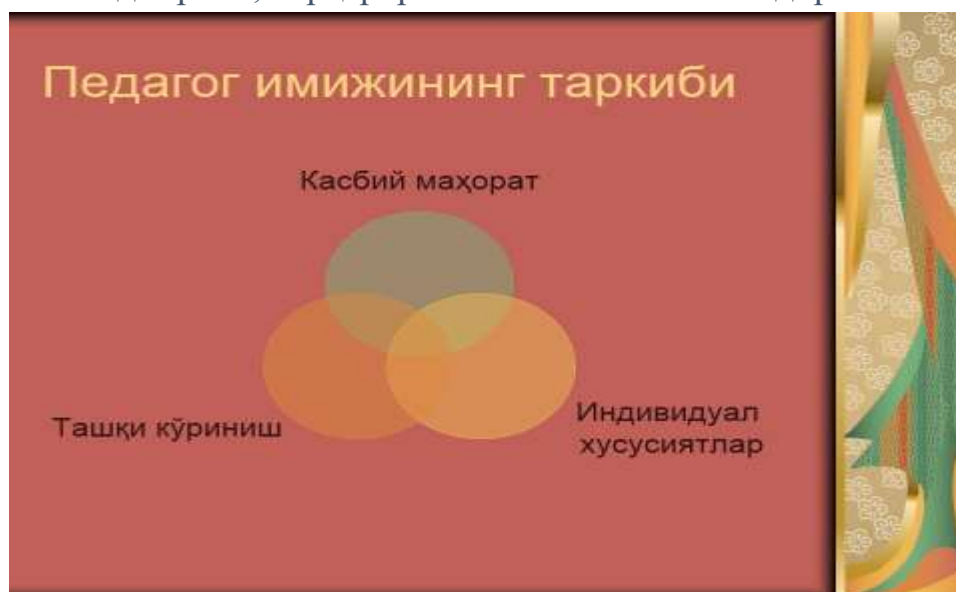 Педагог имижининг таркиби
Касбий маҳорат
Ташқи кўриниш
Индивидуал
хусусиятлар